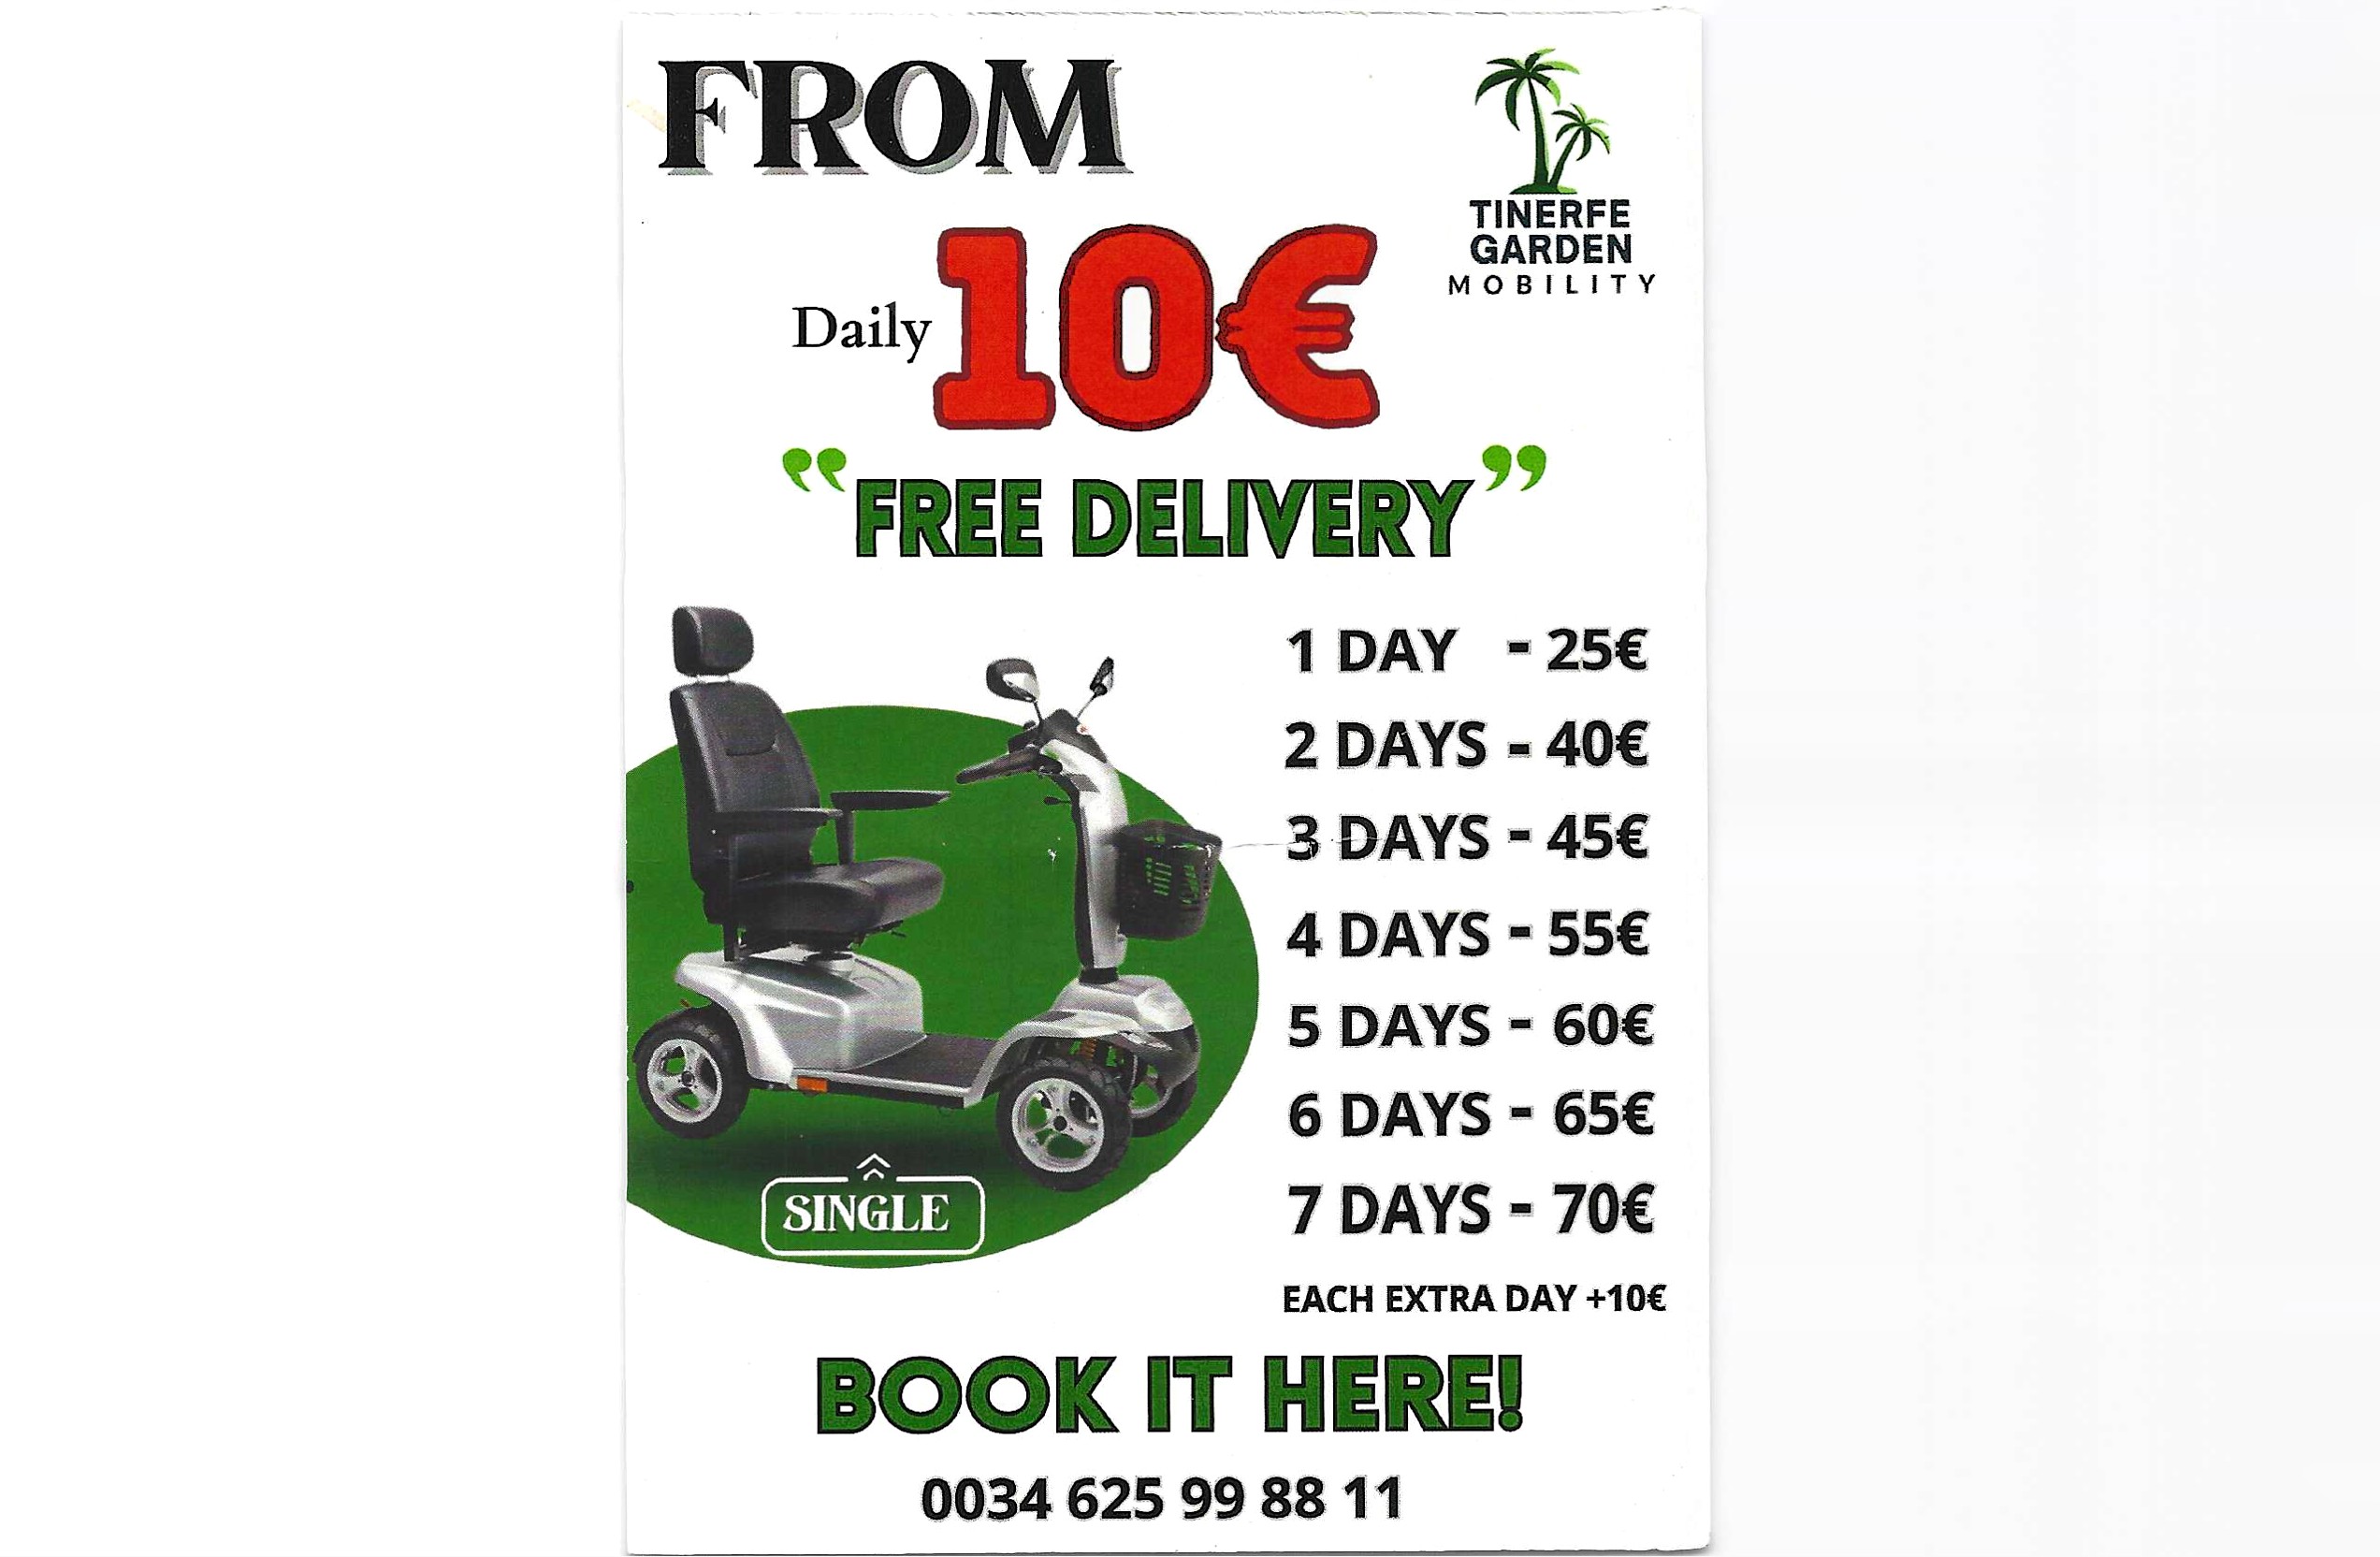 FROM
TINERFE
GARDEN
MOBILITY
Daily 10€
"FREE DELIVERY"
1 DAY - 25€
2 DAYS - 40€
3 DAYS - 45€
4 DAYS - 55€
5 DAYS - 60€
6 DAYS - 65€
7 DAYS - 70€
SINGLE
EACH EXTRA DAY +10€
BOOK IT HERE!
0034 625 99 88 11